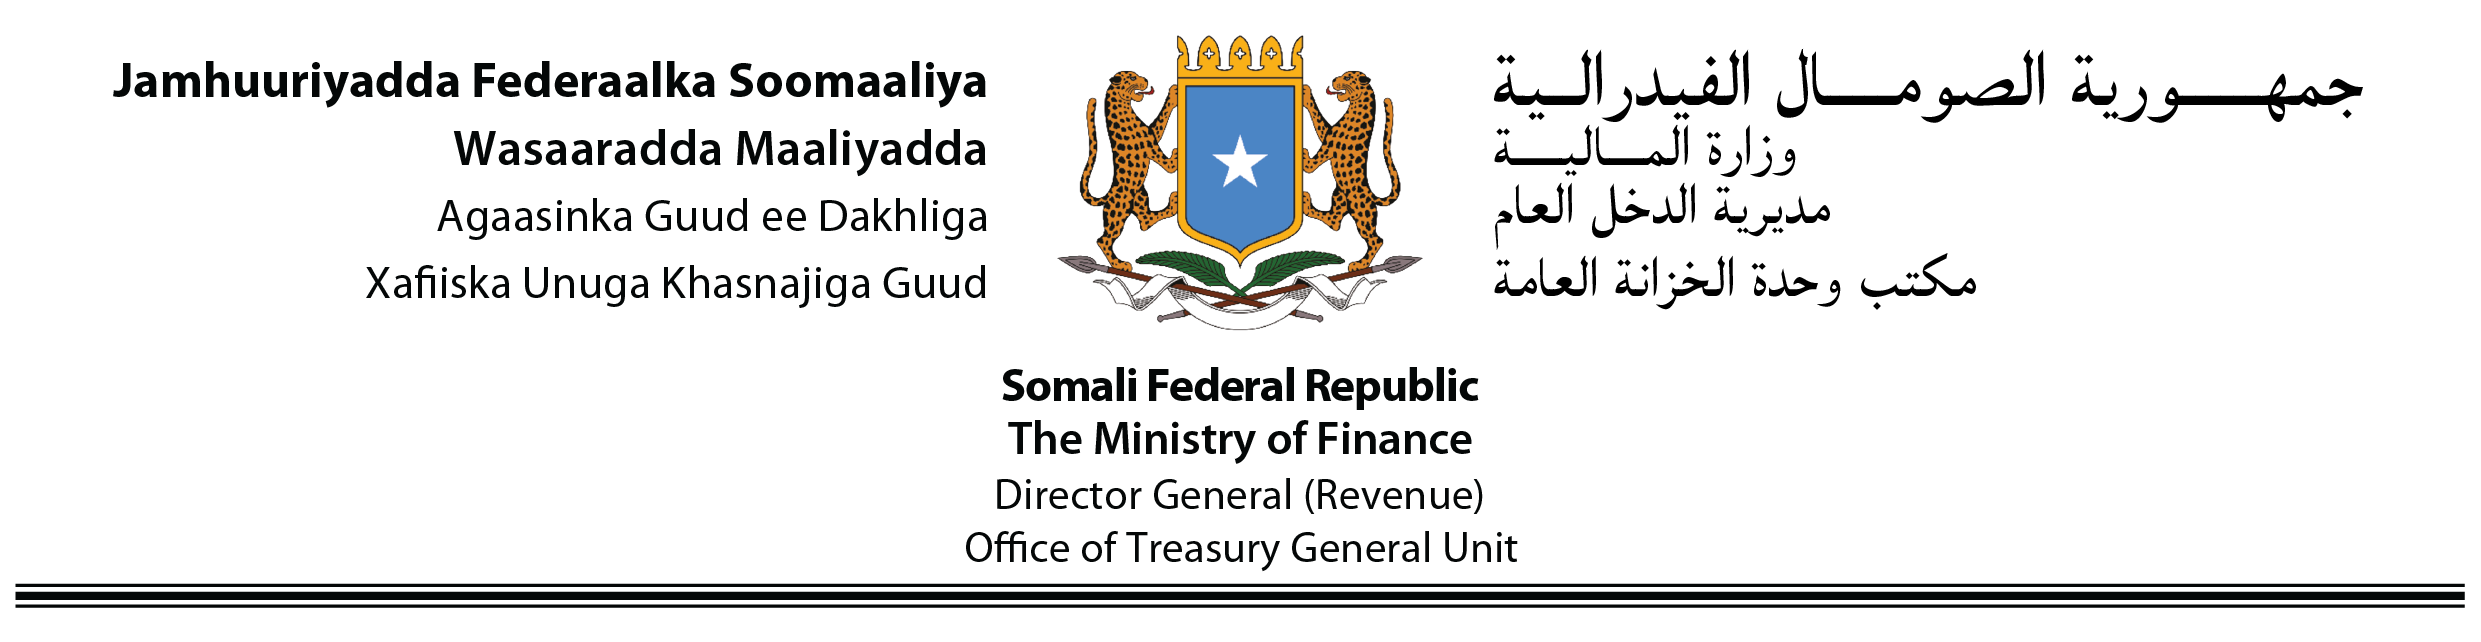 Jamhuuriyadda Federaalka Soomaaliya
Wasaaradda Maaliyadda
Agaasinka Guud ee Dakhliga
Xafiiska Unuga Khasnajiga Guud
جمهورية الصومال الفيدرالية
وزارة المالية
مديرية الدخل العام
مكتب وحدة الخزانة العامة
Somali Federal Republic
The Ministry of Finance
Director General (Revenue)
Office of Treasury General Unit